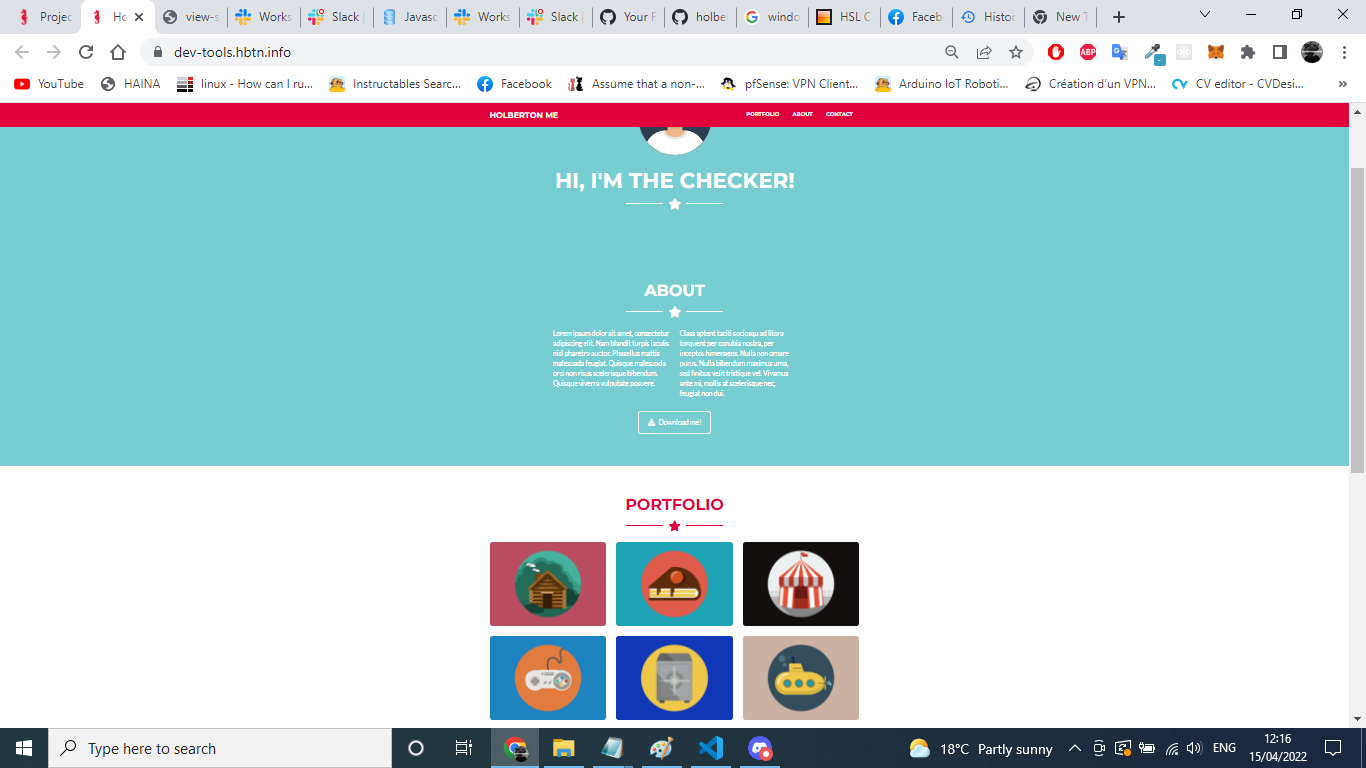 Projec
Ho
view-s
Works
Slack
Javasc
Works
Slack
Your F
holbe
windo
HSL C
Faceb
Histor
New T
dev-tools.hbtn.info
YouTube
HAINA
linux - How can I ru...
Instructables Searc...
Facebook
Assume that a non-...
pfSense: VPN Client...
Arduino IoT Roboti...
Création d'un VPN...
CV editor - CVDesi...
»
HOLBERTON ME
PORTFOLIO
ABOUT
CONTACT
HI, I'M THE CHECKER!
ABOUT
Lorem ipsum dolor sit amet, consectetur
adipiscing elit. Nam blandit turpis iaculis
nisl pharetra auctor. Phasellus mattis
malesuada feugiat. Quisque malesuada
orci non risus scelerisque bibendum.
Quisque viverra vulputate posuere.
Class aptent taciti sociosqu ad litora
torquent per conubia nostra, per
inceptos himenaeos. Nulla non ornare
purus. Nulla bibendum maximus urna,
sed finibus velit tristique vel. Vivamus
ante mi, mollis at scelerisque nec,
feugiat non dui.
Download me!
PORTFOLIO
Type here to search
18°C Partly sunny
ENG
12:16
15/04/2022